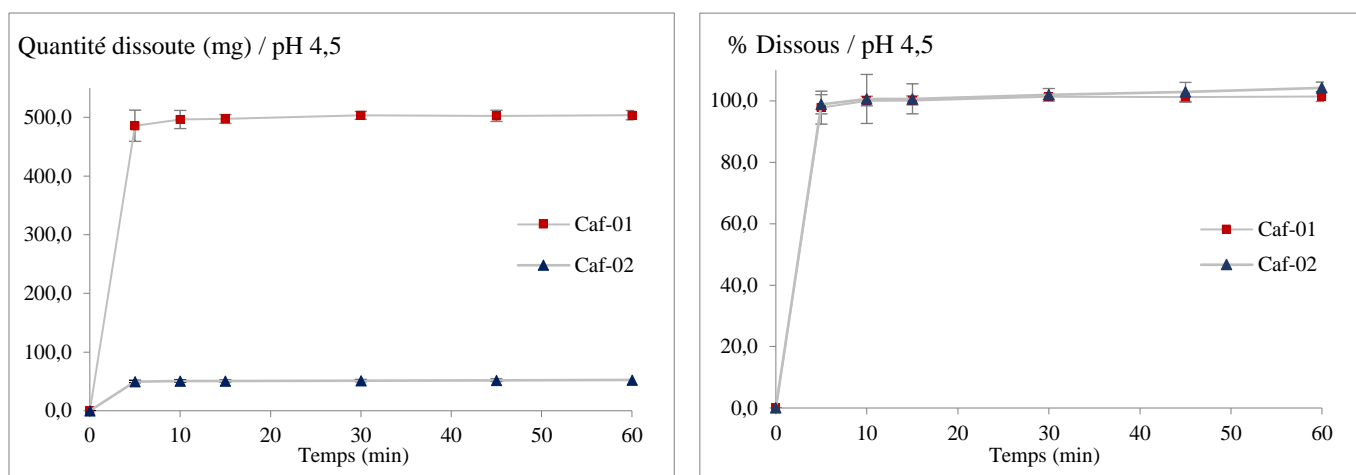 Quantité dissoute (mg) / pH 4,5
500,0
400,0
300,0
200,0
100,0
0,0
0 10 20 30 40 50 60
Temps (min)
Caf-01
Caf-02
% Dissous / pH 4,5
100,0
80,0
60,0
40,0
20,0
0,0
0 10 20 30 40 50 60
Temps (min)
Caf-01
Caf-02